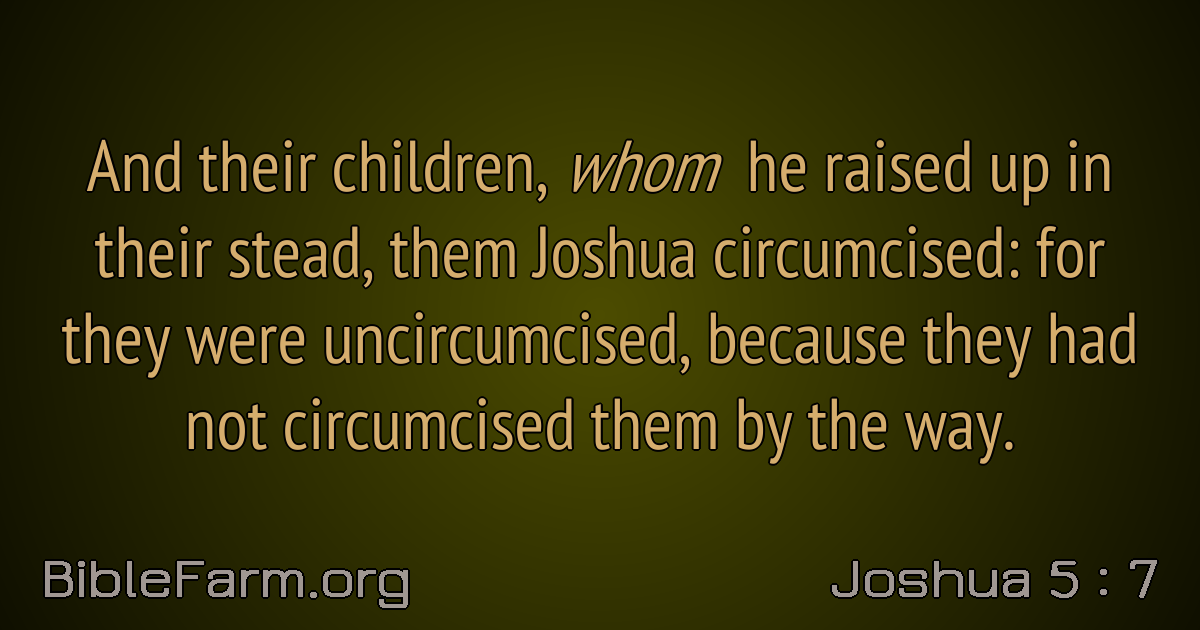 And their children, whom he raised up in
their stead, them Joshua circumcised: for
they were uncircumcised, because they had
not circumcised them by the way.
BibleFarm.org
Joshua 5 : 7